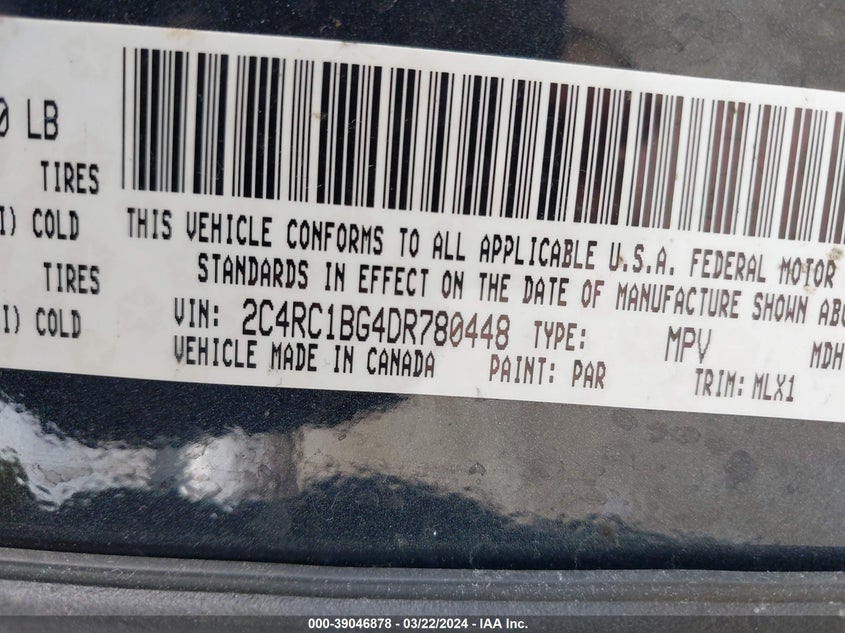 0 LB
TIRES
I) COLD
TIRES
I) COLD
THIS VEHICLE CONFORMS TO ALL APPLICABLE U.S.A. FEDERAL MOTOR
STANDARDS IN EFFECT ON THE DATE OF MANUFACTURE SHOWN ABO
VIN: 2C4RC1BG4DR780448 TYPE: MPV MDH
VEHICLE MADE IN CANADA PAINT: PAR TRIM: MLX1
000-39046878 - 03/22/2024 - IAA Inc.